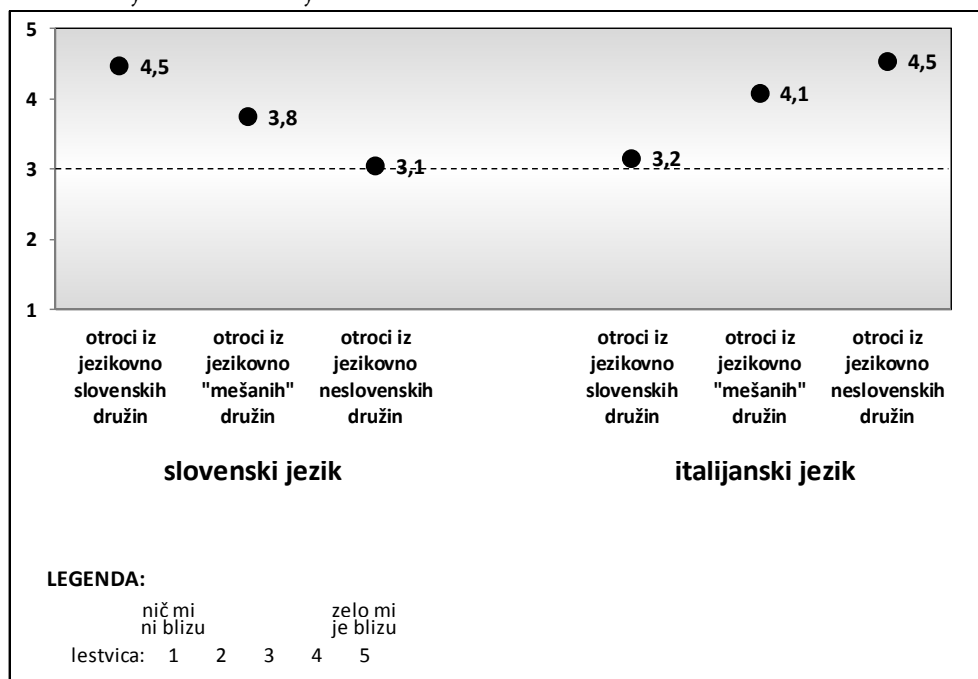 5
4,5
4,5
4
3,8
4,1
3
3,1
3,2
2
1
otroci iz
jezikovno
slovenskih
družin
otroci iz
jezikovno
"mešanih"
družin
otroci iz
jezikovno
neslovenskih
družin
otroci iz
jezikovno
slovenskih
družin
otroci iz
jezikovno
"mešanih"
družin
otroci iz
jezikovno
neslovenskih
družin
slovenski jezik
italijanski jezik
LEGENDA:
nič mi
ni blizu
zelo mi
je blizu
lestvica: 1 2 3 4 5